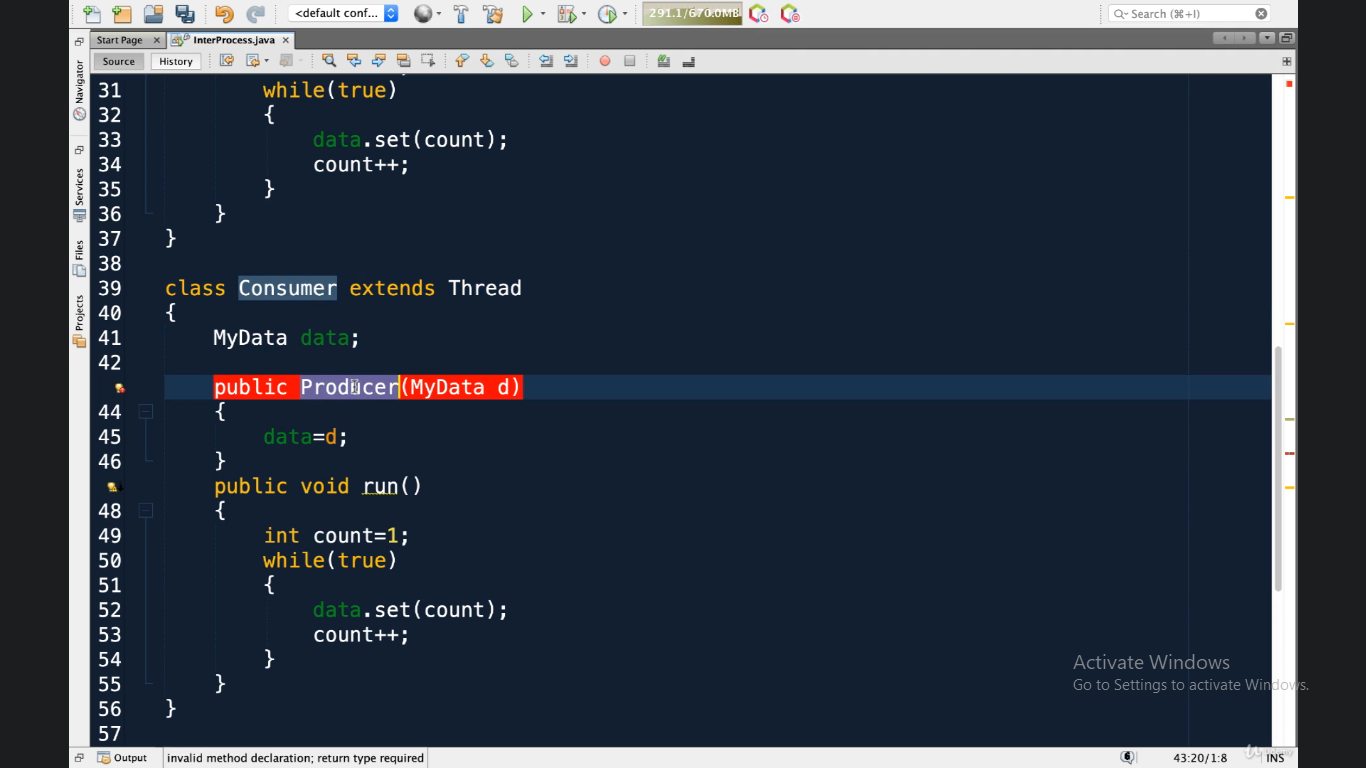 <default conf...
291.1/670.0MB
Search (⌘+I)
Start Page
InterProcess.java
Source
History
Navigator
Services
Files
Projects
31 while(true)
32 {
33 data.set(count);
34 count++;
35 }
36 }
37 }
38
39 class Consumer extends Thread
40 {
41 MyData data;
42
public Producer(MyData d)
44 {
45 data=d;
46 }
public void run()
48 {
49 int count=1;
50 while(true)
51 {
52 data.set(count);
53 count++;
54 }
55 }
56 }
57
Activate Windows
Go to Settings to activate Windows.
Output
invalid method declaration; return type required
43:20/1:8
INS